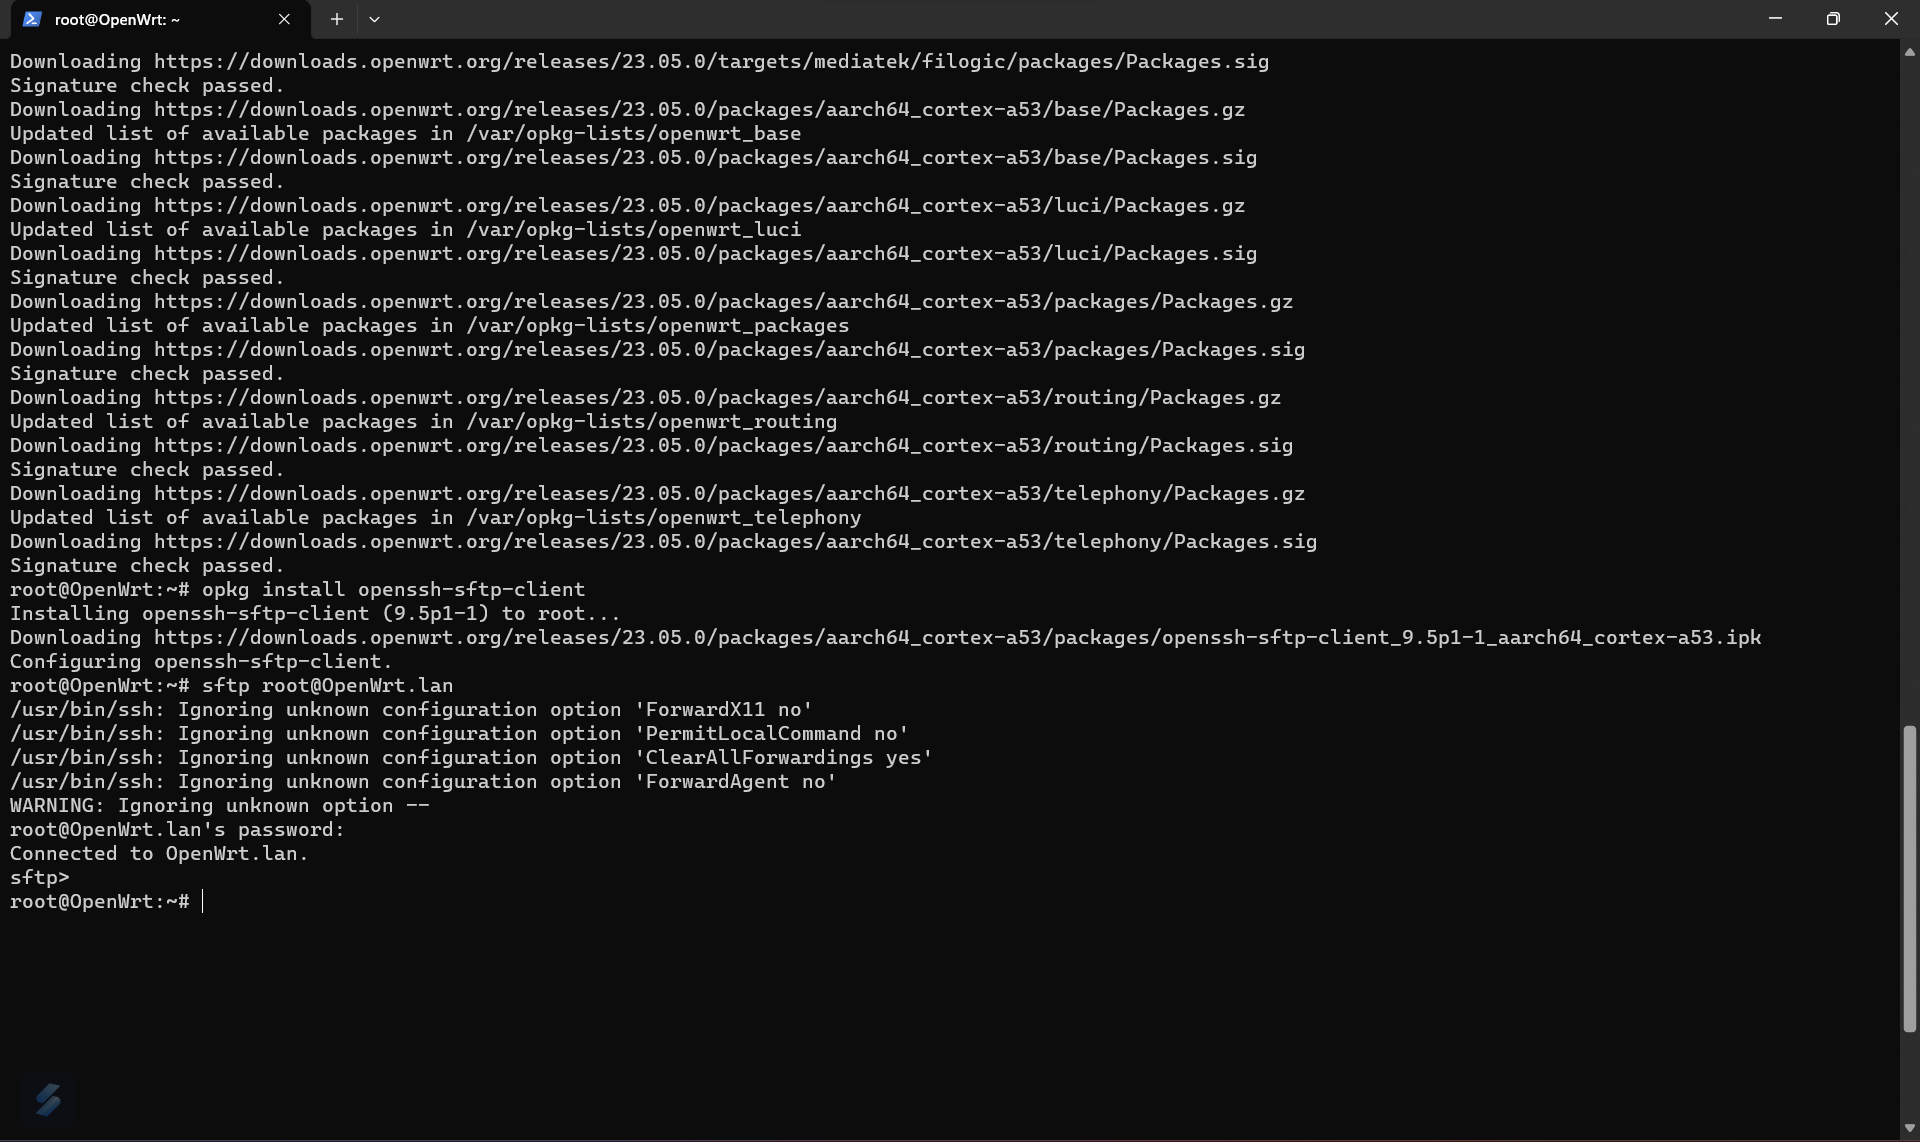 root@OpenWrt: ~
Downloading https://downloads.openwrt.org/releases/23.05.0/targets/mediatek/filogic/packages/Packages.sig
Signature check passed.
Downloading https://downloads.openwrt.org/releases/23.05.0/packages/aarch64_cortex-a53/base/Packages.gz
Updated list of available packages in /var/opkg-lists/openwrt_base
Downloading https://downloads.openwrt.org/releases/23.05.0/packages/aarch64_cortex-a53/base/Packages.sig
Signature check passed.
Downloading https://downloads.openwrt.org/releases/23.05.0/packages/aarch64_cortex-a53/luci/Packages.gz
Updated list of available packages in /var/opkg-lists/openwrt_luci
Downloading https://downloads.openwrt.org/releases/23.05.0/packages/aarch64_cortex-a53/luci/Packages.sig
Signature check passed.
Downloading https://downloads.openwrt.org/releases/23.05.0/packages/aarch64_cortex-a53/packages/Packages.gz
Updated list of available packages in /var/opkg-lists/openwrt_packages
Downloading https://downloads.openwrt.org/releases/23.05.0/packages/aarch64_cortex-a53/packages/Packages.sig
Signature check passed.
Downloading https://downloads.openwrt.org/releases/23.05.0/packages/aarch64_cortex-a53/routing/Packages.gz
Updated list of available packages in /var/opkg-lists/openwrt_routing
Downloading https://downloads.openwrt.org/releases/23.05.0/packages/aarch64_cortex-a53/routing/Packages.sig
Signature check passed.
Downloading https://downloads.openwrt.org/releases/23.05.0/packages/aarch64_cortex-a53/telephony/Packages.gz
Updated list of available packages in /var/opkg-lists/openwrt_telephony
Downloading https://downloads.openwrt.org/releases/23.05.0/packages/aarch64_cortex-a53/telephony/Packages.sig
Signature check passed.
root@OpenWrt:~# opkg install openssh-sftp-client
Installing openssh-sftp-client (9.5p1-1) to root...
Downloading https://downloads.openwrt.org/releases/23.05.0/packages/aarch64_cortex-a53/packages/openssh-sftp-client_9.5p1-1_aarch64_cortex-a53.ipk
Configuring openssh-sftp-client.
root@OpenWrt:~# sftp root@OpenWrt.lan
/usr/bin/ssh: Ignoring unknown configuration option 'ForwardX11 no'
/usr/bin/ssh: Ignoring unknown configuration option 'PermitLocalCommand no'
/usr/bin/ssh: Ignoring unknown configuration option 'ClearAllForwardings yes'
/usr/bin/ssh: Ignoring unknown configuration option 'ForwardAgent no'
WARNING: Ignoring unknown option --
root@OpenWrt.lan's password:
Connected to OpenWrt.lan.
sftp>
root@OpenWrt:~#